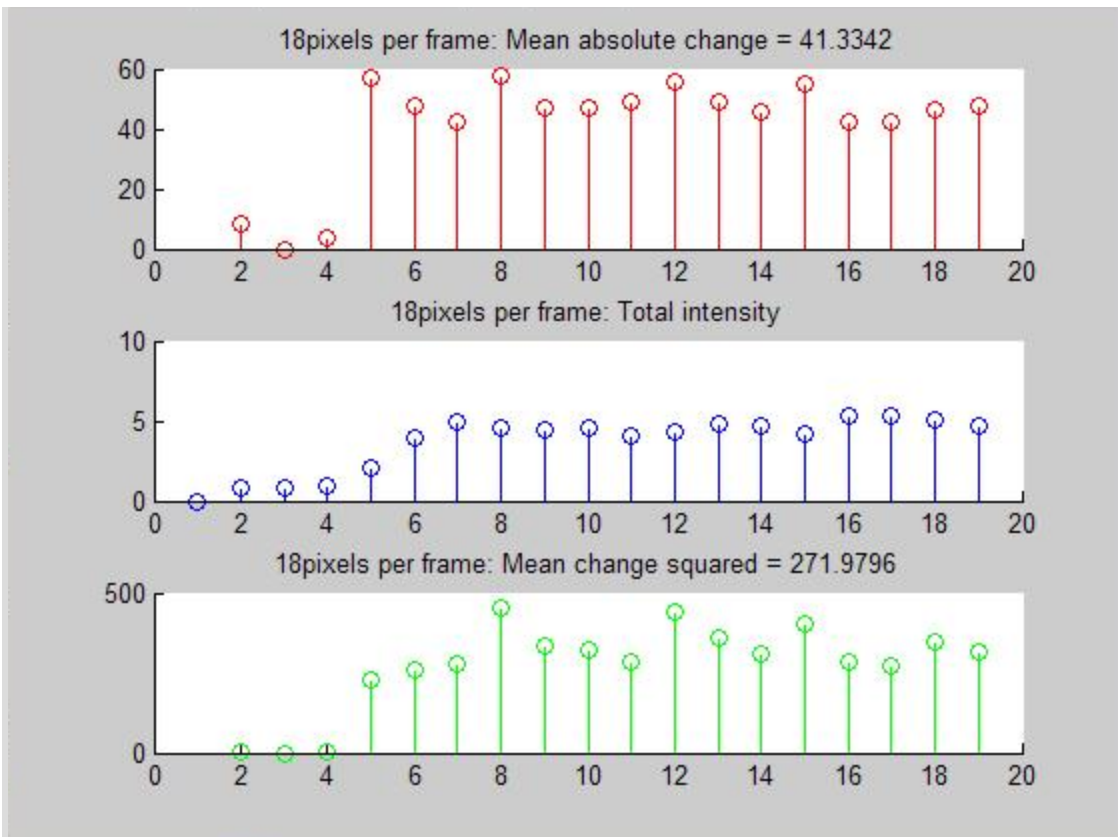 18pixels per frame: Mean absolute change = 41.3342
60
40
20
0
0 2 4 6 8 10 12 14 16 18 20
18pixels per frame: Total intensity
10
5
0
0 2 4 6 8 10 12 14 16 18 20
18pixels per frame: Mean change squared = 271.9796
500
0
0 2 4 6 8 10 12 14 16 18 20